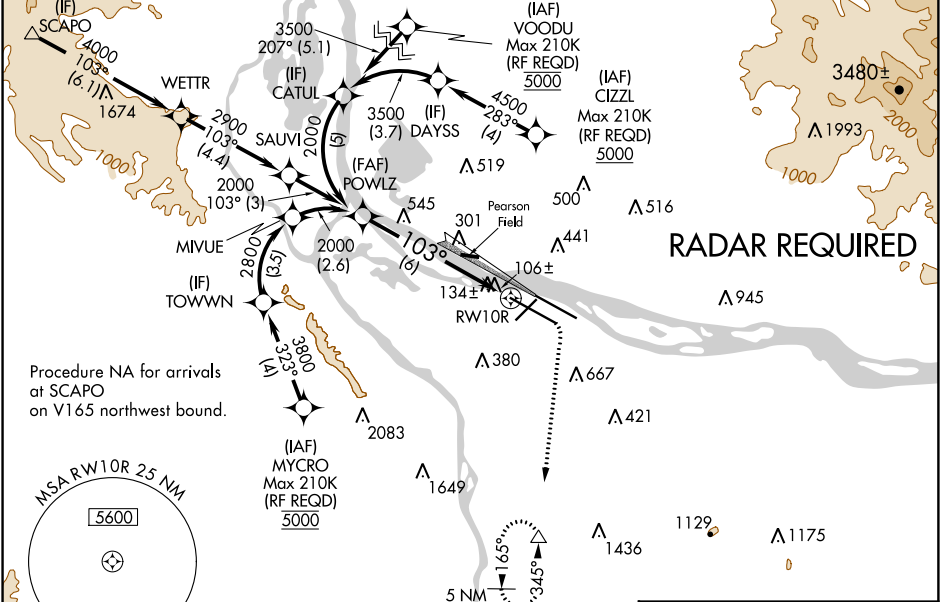 (IF)
SCAPO
4000
103°
(6.1)
1674
WETTR
2900
103°
(4.4)
1000
3500
207° (5.1)
(IAF)
VOODU
Max 210K
(RF REQD)
5000
(IF)
CATUL
3500
(3.7)
(IF)
DAYSS
4500
283°
(4)
(IAF)
CIZZL
Max 210K
(RF REQD)
5000
3480±
2000
1993
1000
SAUVI
2000
(5)
2000
103° (3)
(FAF)
POWLZ
519
500
516
545
301
Pearson
Field
441
MIVUE
2000
(2.6)
103°
(6)
106±
134±
RW10R
RADAR REQUIRED
945
2800
(3.5)
(IF)
TOWWN
3800
323°
(4)
380
667
421
Procedure NA for arrivals
at SCAPO
on V165 northwest bound.
2083
(IAF)
MYCRO
Max 210K
(RF REQD)
5000
1649
MSA RW10R 25 NM
5600
1129
1436
1175
165°
345°
5 NM